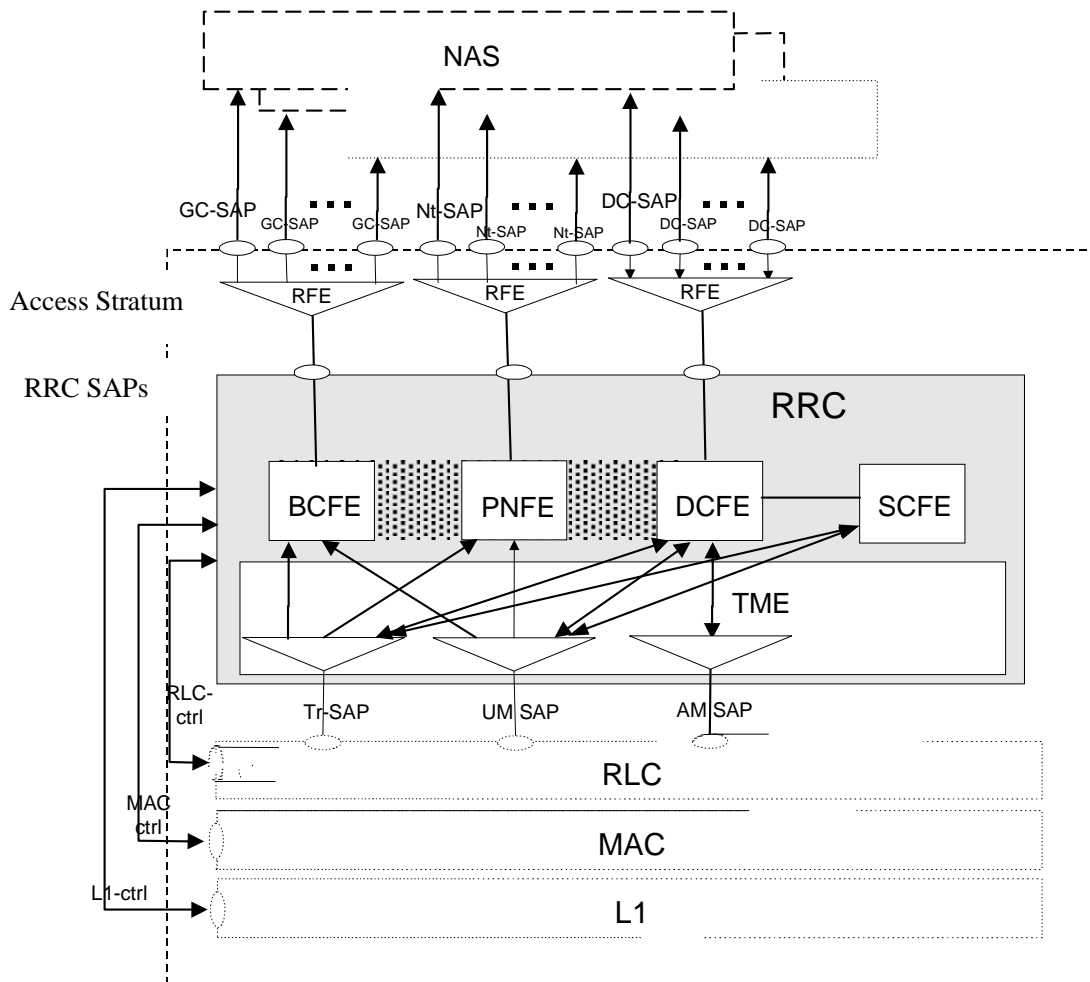 NAS
GC-SAP
GC-SAP
GC-SAP
Nt-SAP
Nt-SAP
Nt-SAP
DC-SAP
DC-SAP
DC-SAP
Access Stratum
RFE
RFE
RFE
RRC SAPs
RRC
BCFE
PNFE
DCFE
SCFE
TME
RLC-
ctrl
Tr-SAP
UM SAP
AM SAP
RLC
MAC
ctrl
MAC
L1-ctrl
L1